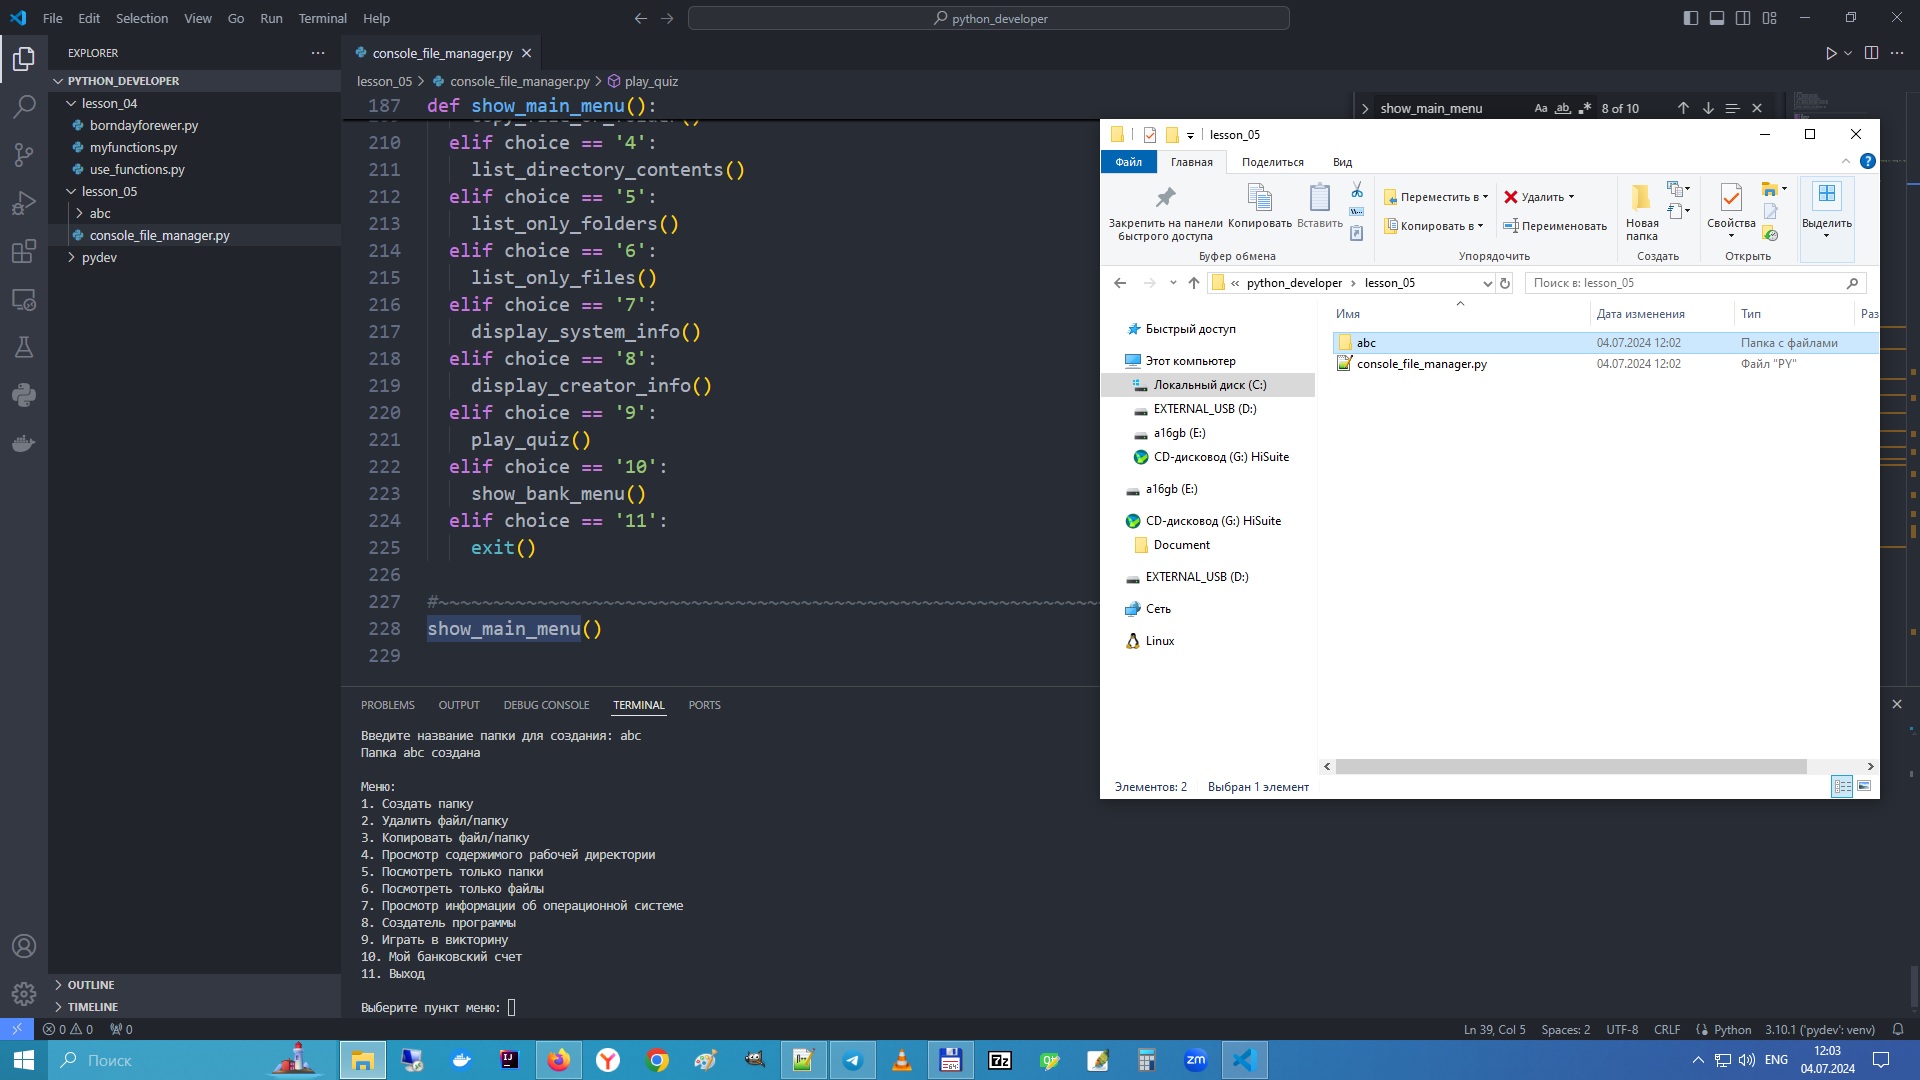 File Edit Selection View Go Run Terminal Help
python_developer
EXPLORER
PYTHON_DEVELOPER
lesson_04
borndayforewer.py
myfunctions.py
use_functions.py
lesson_05
abc
console_file_manager.py
pydev
OUTLINE
TIMELINE
console_file_manager.py
lesson_05 > console_file_manager.py > play_quiz
187 def show_main_menu():
210 elif choice == '4':
211 list_directory_contents()
212 elif choice == '5':
213 list_only_folders()
214 elif choice == '6':
215 list_only_files()
216 elif choice == '7':
217 display_system_info()
218 elif choice == '8':
219 display_creator_info()
220 elif choice == '9':
221 play_quiz()
222 elif choice == '10':
223 show_bank_menu()
224 elif choice == '11':
225 exit()
226
227 #~~~~~~~~~~~~~~~~~~~~~~~~~~~~~~~~~~~~~~~~~~~~~~~~~~~~~~~~~~~~
228 show_main_menu()
229
show_main_menu Aa ab 8 of 10
PROBLEMS OUTPUT DEBUG CONSOLE TERMINAL PORTS
Введите название папки для создания: abc
Папка abc создана
Меню:
1. Создать папку
2. Удалить файл/папку
3. Копировать файл/папку
4. Просмотр содержимого рабочей директории
5. Посмотреть только папки
6. Посмотреть только файлы
7. Просмотр информации об операционной системе
8. Создатель программы
9. Играть в викторину
10. Мой банковский счет
11. Выход
Выберите пункт меню:
lesson_05
Файл Главная Поделиться Вид
Закрепить на панели быстрого доступа
Копировать
Вставить
Буфер обмена
Переместить в
Копировать в
Удалить
Переименовать
Упорядочить
Новая папка
Создать
Свойства
Открыть
Выделить
« python_developer > lesson_05
Поиск в: lesson_05
Быстрый доступ
Этот компьютер
Локальный диск (C:)
EXTERNAL_USB (D:)
a16gb (E:)
CD-дисковод (G:) HiSuite
a16gb (E:)
CD-дисковод (G:) HiSuite
Document
EXTERNAL_USB (D:)
Сеть
Linux
Имя Дата изменения Тип Раз
abc 04.07.2024 12:02 Папка с файлами
console_file_manager.py 04.07.2024 12:02 Файл "PY"
Элементов: 2 Выбран 1 элемент
0 0 0
Ln 39, Col 5 Spaces: 2 UTF-8 CRLF Python 3.10.1 ('pydev': venv)
Поиск
ENG
12:03
04.07.2024